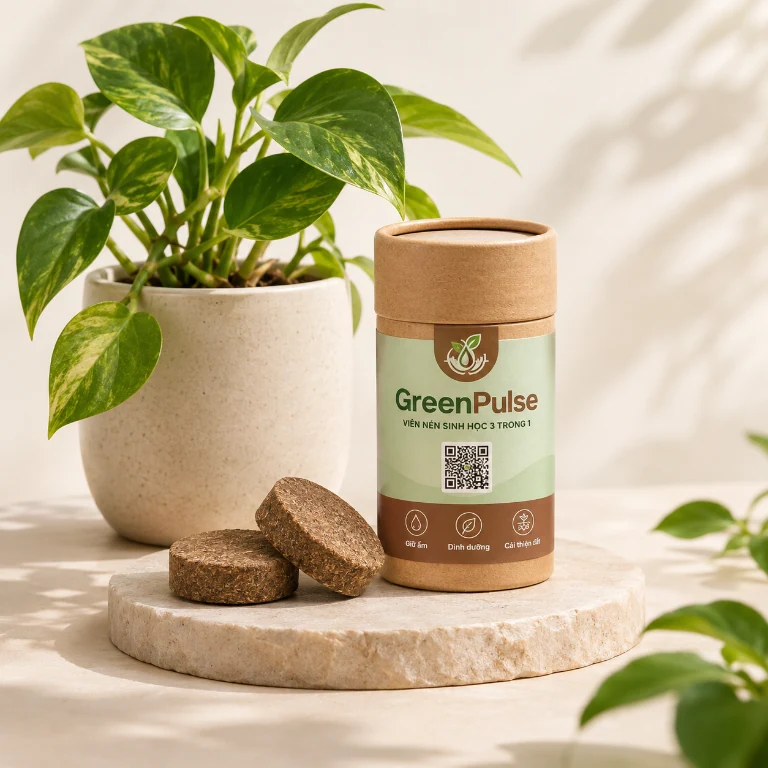 GreenPulse
VIÊN NÉN SINH HỌC 3 TRONG 1
Giữ ẩm
Dinh dưỡng
Cải thiện đất